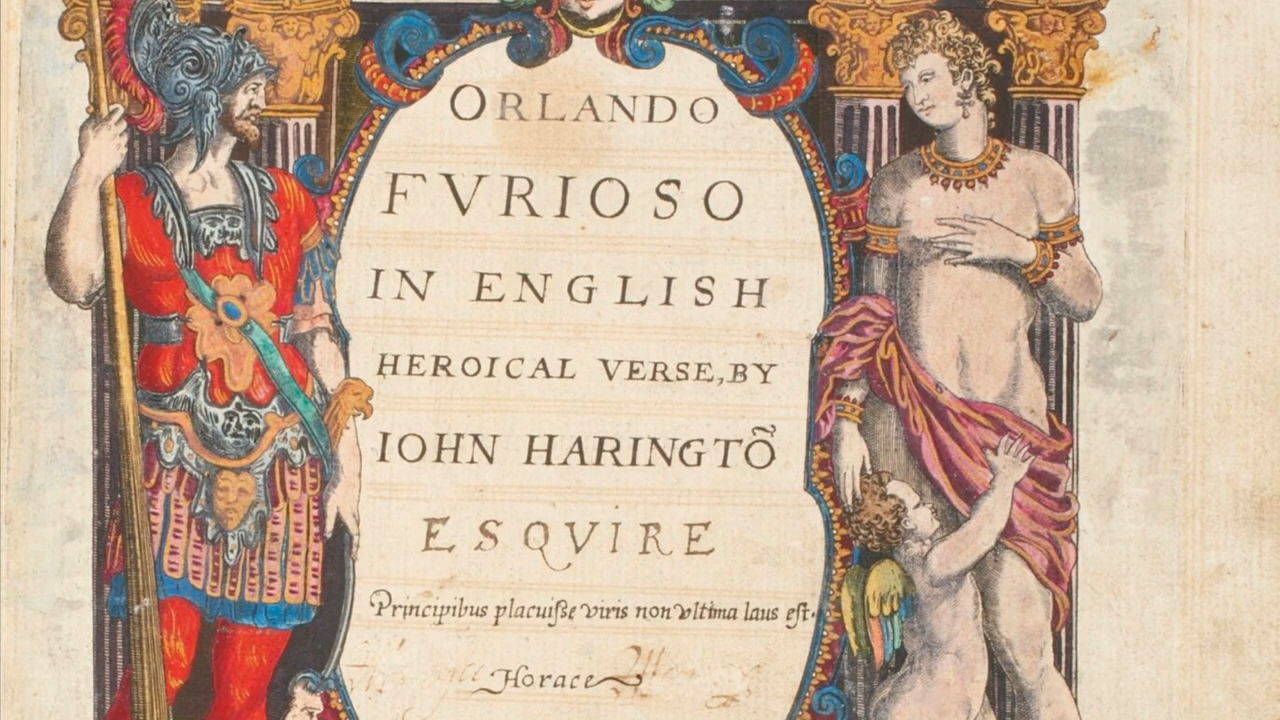 ORLANDO
FVRIOSO
IN ENGLISH
HEROICAL VERSE, BY
IOHN HARINGTÕ
ESQVIRE
Principibus placuiſse viris non vltima laus eſt.
Horace